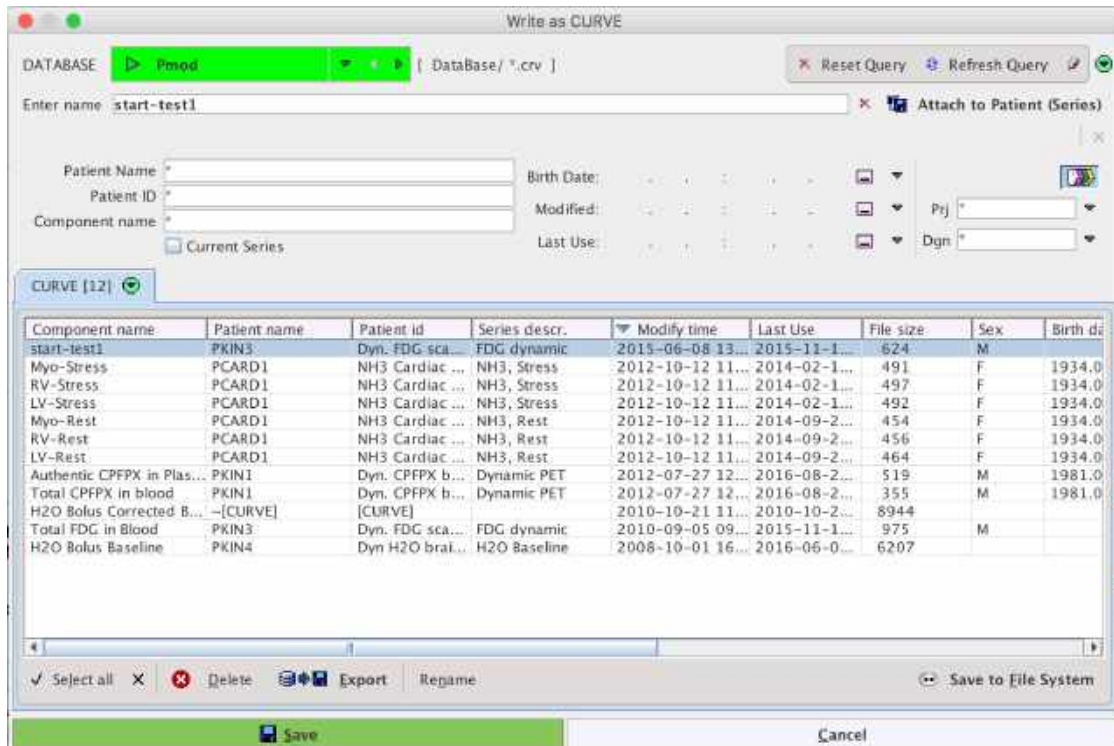 Write as CURVE
DATABASE Pmod [ DataBase/ *.crv ] Reset Query Refresh Query
Enter name start-test1 Attach to Patient (Series)
Patient Name * Birth Date:
Patient ID * Modified: Prj *
Component name * Last Use: Dgn *
Current Series
CURVE [12]
Component name Patient name Patient id Series descr. Modify time Last Use File size Sex Birth da
start-test1 PKIN3 Dyn. FDG sca... FDG dynamic 2015-06-08 13... 2015-11-1... 624 M
Myo-Stress PCARD1 NH3 Cardiac ... NH3, Stress 2012-10-12 11... 2014-02-1... 491 F 1934.0
RV-Stress PCARD1 NH3 Cardiac ... NH3, Stress 2012-10-12 11... 2014-02-1... 497 F 1934.0
LV-Stress PCARD1 NH3 Cardiac ... NH3, Stress 2012-10-12 11... 2014-02-1... 492 F 1934.0
Myo-Rest PCARD1 NH3 Cardiac ... NH3, Rest 2012-10-12 11... 2014-09-2... 454 F 1934.0
RV-Rest PCARD1 NH3 Cardiac ... NH3, Rest 2012-10-12 11... 2014-09-2... 456 F 1934.0
LV-Rest PCARD1 NH3 Cardiac ... NH3, Rest 2012-10-12 11... 2014-09-2... 464 F 1934.0
Authentic CPFPX in Plas... PKIN1 Dyn. CPFPX b... Dynamic PET 2012-07-27 12... 2016-08-2... 519 M 1981.0
Total CPFPX in blood PKIN1 Dyn. CPFPX b... Dynamic PET 2012-07-27 12... 2016-08-2... 355 M 1981.0
H2O Bolus Corrected B... ~[CURVE] [CURVE] 2010-10-21 11... 2010-10-2... 8944
Total FDG in Blood PKIN3 Dyn. FDG sca... FDG dynamic 2010-09-05 09... 2015-11-1... 975 M
H2O Bolus Baseline PKIN4 Dyn H2O brai... H2O Baseline 2008-10-01 16... 2016-06-0... 6207
Select all Delete Export Rename Save to File System
Save Cancel